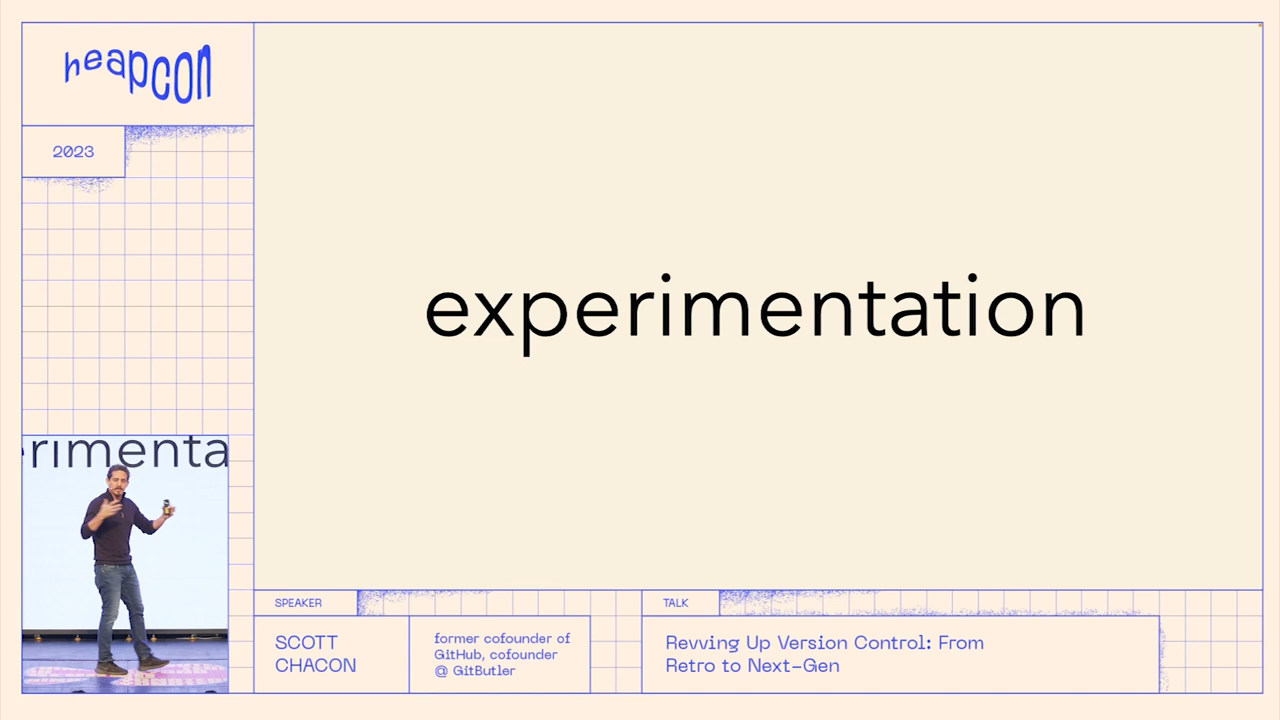 heapcon
2023
experimentation
erimenta
SPEAKER
SCOTT
CHACON
former cofounder of
GitHub, cofounder
@ GitButler
TALK
Revving Up Version Control: From
Retro to Next-Gen